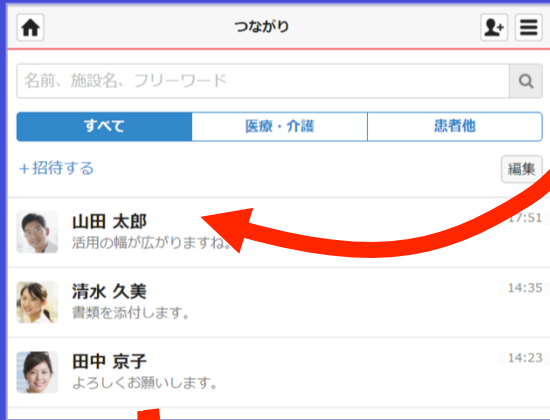 つながり
名前、施設名、フリーワード
すべて
医療・介護
患者他
＋招待する
編集
山田 太郎
17:51
活用の幅が広がりますね。
清水 久美
14:35
書類を添付します。
田中 京子
14:23
よろしくお願いします。